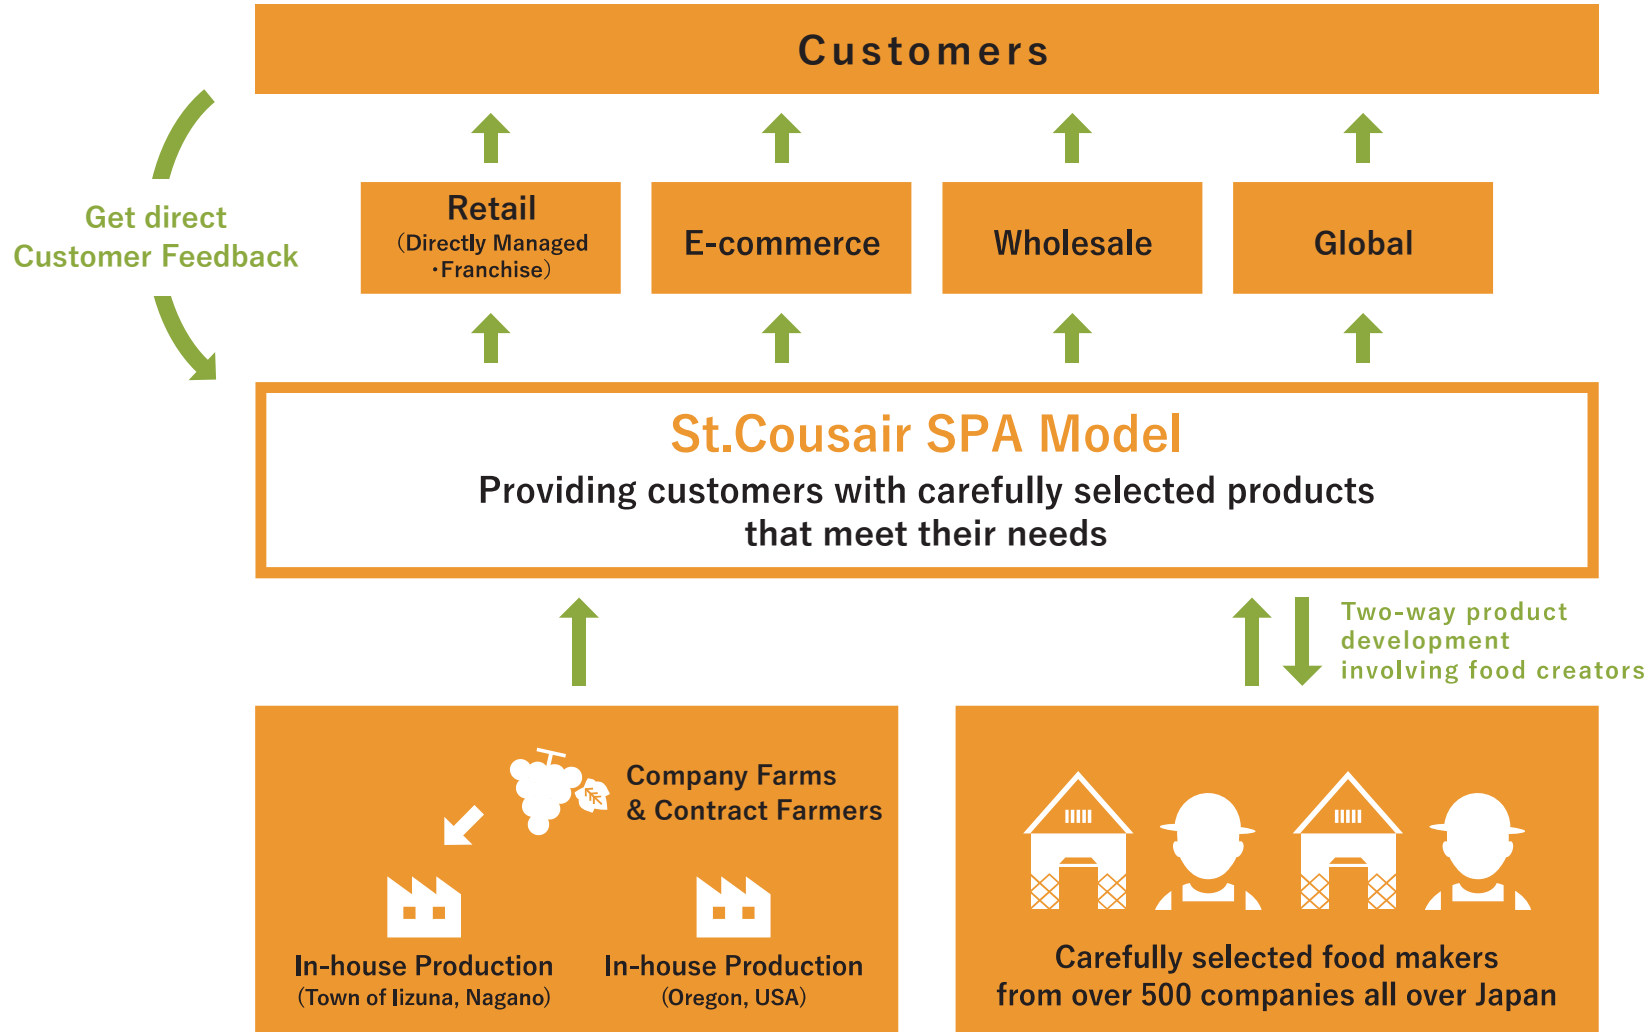 Customers
Get direct
Customer Feedback
Retail
（Directly Managed
・Franchise）
E-commerce
Wholesale
Global
St.Cousair SPA Model
Providing customers with carefully selected products
that meet their needs
Two-way product
development
involving food creators
Company Farms
& Contract Farmers
In-house Production
（Town of Iizuna, Nagano）
In-house Production
（Oregon, USA）
Carefully selected food makers
from over 500 companies all over Japan